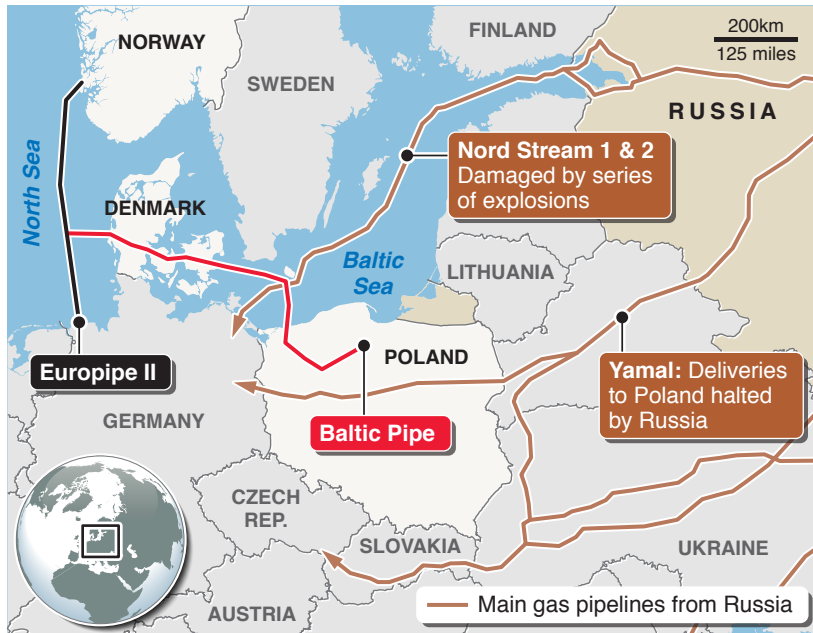 NORWAY
FINLAND
200km
125 miles
SWEDEN
RUSSIA
North Sea
Nord Stream 1 & 2
Damaged by series
of explosions
DENMARK
Baltic
Sea
LITHUANIA
Europipe II
POLAND
Yamal: Deliveries
to Poland halted
by Russia
GERMANY
Baltic Pipe
CZECH
REP.
SLOVAKIA
UKRAINE
AUSTRIA
Main gas pipelines from Russia